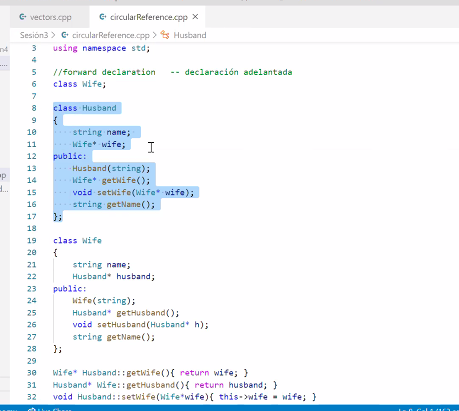 vectors.cpp circularReference.cpp ×
Sesión3 > circularReference.cpp > Husband
3 using namespace std;
4
5 //forward declaration -- declaración adelantada
6 class Wife;
7
8 class Husband
9 {
10 string name;
11 Wife* wife;
12 public:
13 Husband(string);
14 Wife* getWife();
15 void setWife(Wife* wife);
16 string getName();
17 };
18
19 class Wife
20 {
21 string name;
22 Husband* husband;
23 public:
24 Wife(string);
25 Husband* getHusband();
26 void setHusband(Husband* h);
27 string getName();
28 };
29
30 Wife* Husband::getWife(){ return wife; }
31 Husband* Wife::getHusband(){ return husband; }
32 void Husband::setWife(Wife*wife){ this->wife = wife; }